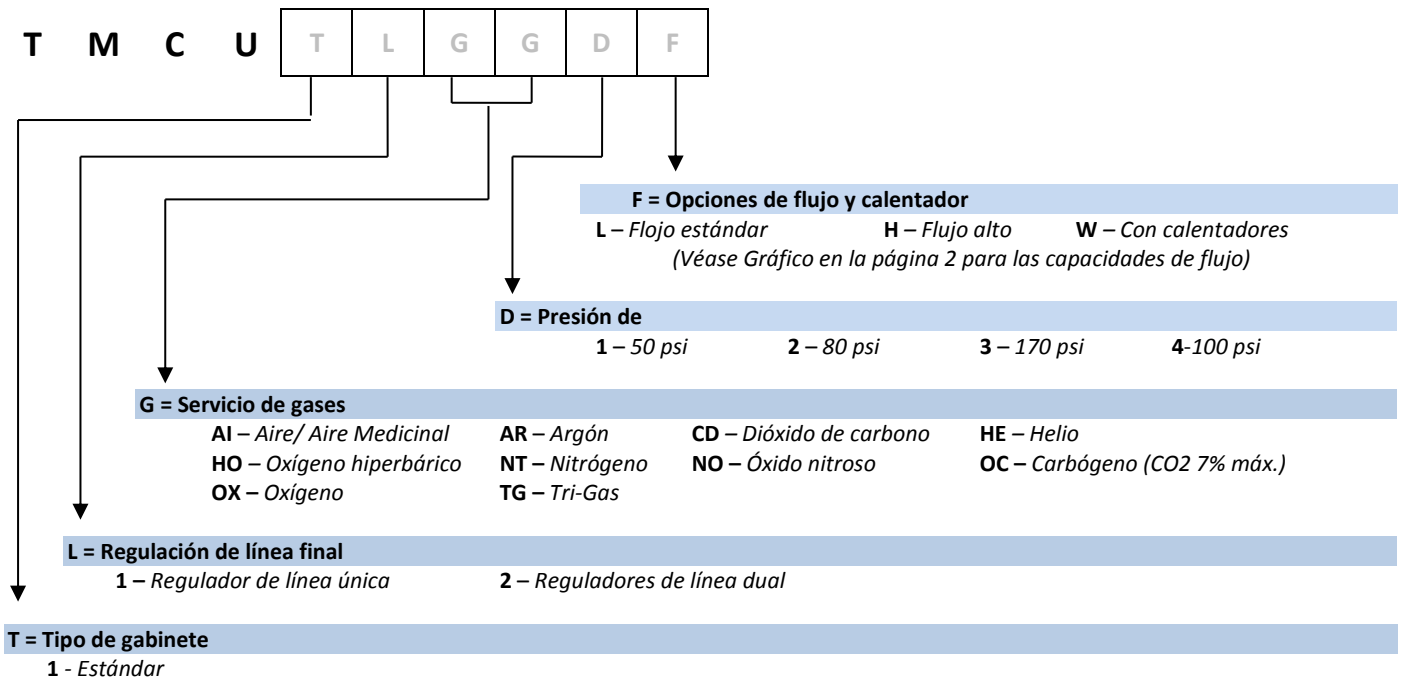 T M C U T L G G D F
F = Opciones de flujo y calentador
L – Flojo estándar H – Flujo alto W – Con calentadores
(Véase Gráfico en la página 2 para las capacidades de flujo)
D = Presión de
1 – 50 psi 2 – 80 psi 3 – 170 psi 4-100 psi
G = Servicio de gases
AI – Aire/ Aire Medicinal AR – Argón CD – Dióxido de carbono HE – Helio
HO – Oxígeno hiperbárico NT – Nitrógeno NO – Óxido nitroso OC – Carbógeno (CO2 7% máx.)
OX – Oxígeno TG – Tri-Gas
L = Regulación de línea final
1 – Regulador de línea única 2 – Reguladores de línea dual
T = Tipo de gabinete
1 - Estándar